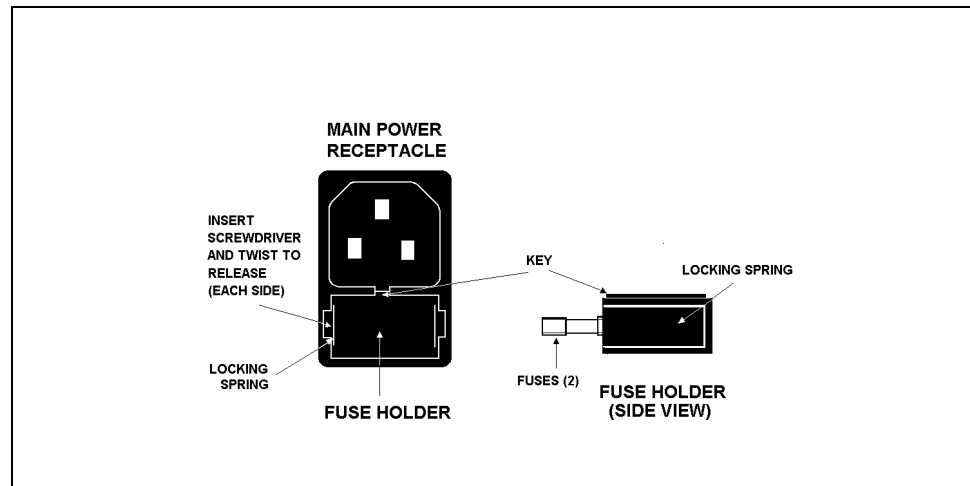 MAIN POWER
RECEPTACLE
INSERT
SCREWDRIVER
AND TWIST TO
RELEASE
(EACH SIDE)
LOCKING
SPRING
FUSE HOLDER
KEY
LOCKING SPRING
FUSES (2)
FUSE HOLDER
(SIDE VIEW)